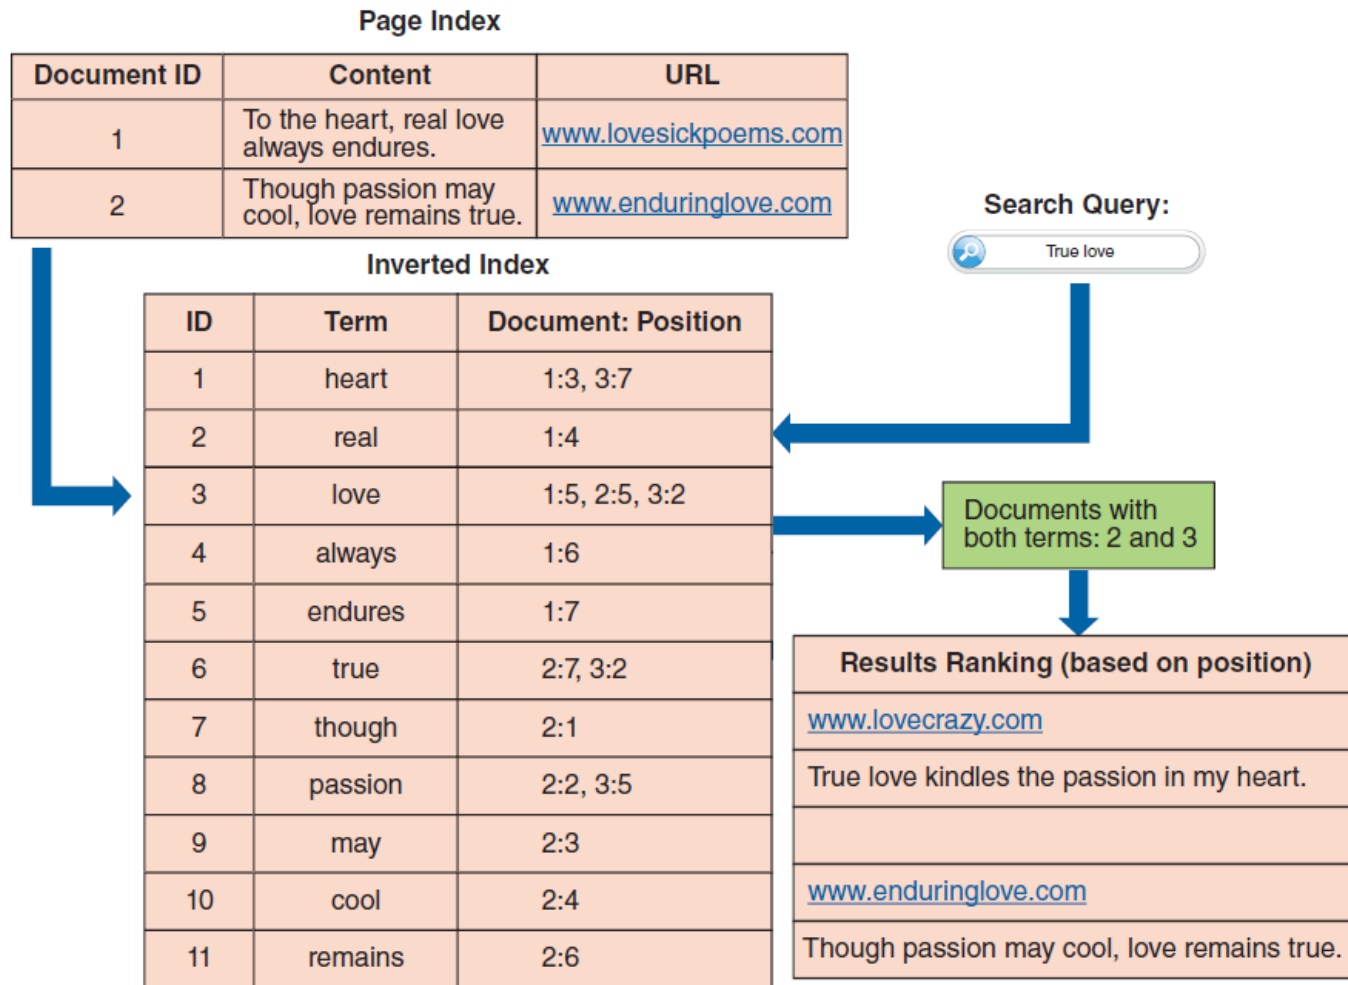 Page Index
Document ID Content URL
1 To the heart, real love always endures. www.lovesickpoems.com
2 Though passion may cool, love remains true. www.enduringlove.com
Search Query:
True love
Inverted Index
ID Term Document: Position
1 heart 1:3, 3:7
2 real 1:4
3 love 1:5, 2:5, 3:2
4 always 1:6
5 endures 1:7
6 true 2:7, 3:2
7 though 2:1
8 passion 2:2, 3:5
9 may 2:3
10 cool 2:4
11 remains 2:6
Documents with
both terms: 2 and 3
Results Ranking (based on position)
www.lovecrazy.com
True love kindles the passion in my heart.
www.enduringlove.com
Though passion may cool, love remains true.